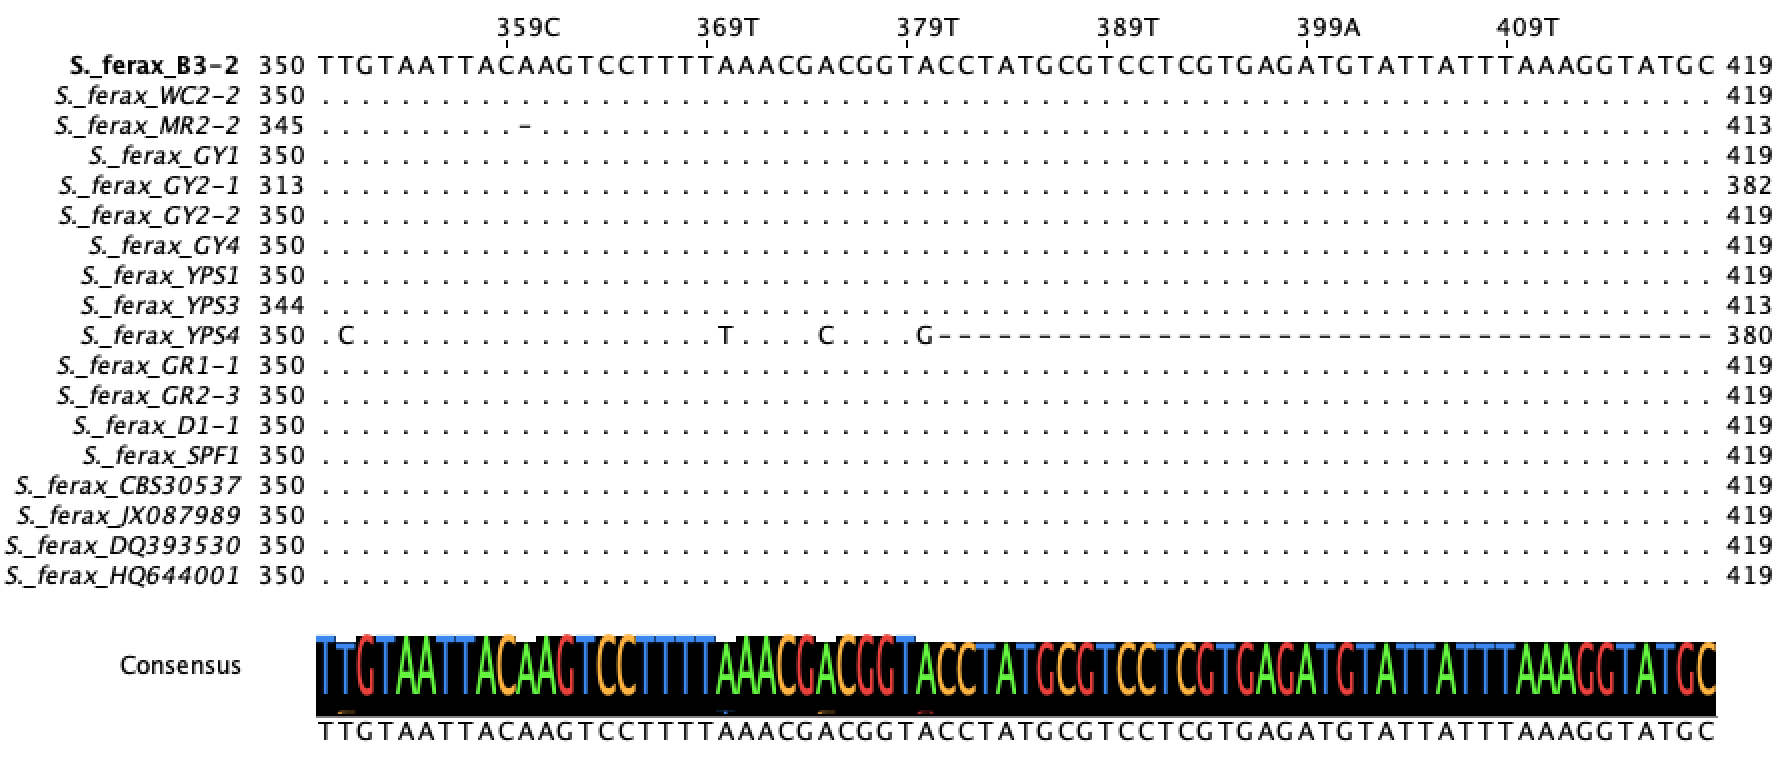 359C 369T 379T 389T 399A 409T
S._ferax_B3-2 350 TTGTAATTACAAGTCCTTTTAAACGACGGTACCTATGCGTCCTCGTGAGATGTATTATTTAAAGGTATGC 419
S._ferax_WC2-2 350 ...................................................................... 419
S._ferax_MR2-2 345 ..........-........................................................... 413
S._ferax_GY1 350 ...................................................................... 419
S._ferax_GY2-1 313 ...................................................................... 382
S._ferax_GY2-2 350 ...................................................................... 419
S._ferax_GY4 350 ...................................................................... 419
S._ferax_YPS1 350 ...................................................................... 419
S._ferax_YPS3 344 ...................................................................... 413
S._ferax_YPS4 350 .C..................T....C....G--------------------------------------- 380
S._ferax_GR1-1 350 ...................................................................... 419
S._ferax_GR2-3 350 ...................................................................... 419
S._ferax_D1-1 350 ...................................................................... 419
S._ferax_SPF1 350 ...................................................................... 419
S._ferax_CBS30537 350 ...................................................................... 419
S._ferax_JX087989 350 ...................................................................... 419
S._ferax_DQ393530 350 ...................................................................... 419
S._ferax_HQ644001 350 ...................................................................... 419
Consensus TTGTAATTACAAGTCCTTTTAAACGACGGTACCTATGCGTCCTCGTGAGATGTATTATTTAAAGGTATGC
TTGTAATTACAAGTCCTTTTAAACGACGGTACCTATGCGTCCTCGTGAGATGTATTATTTAAAGGTATGC